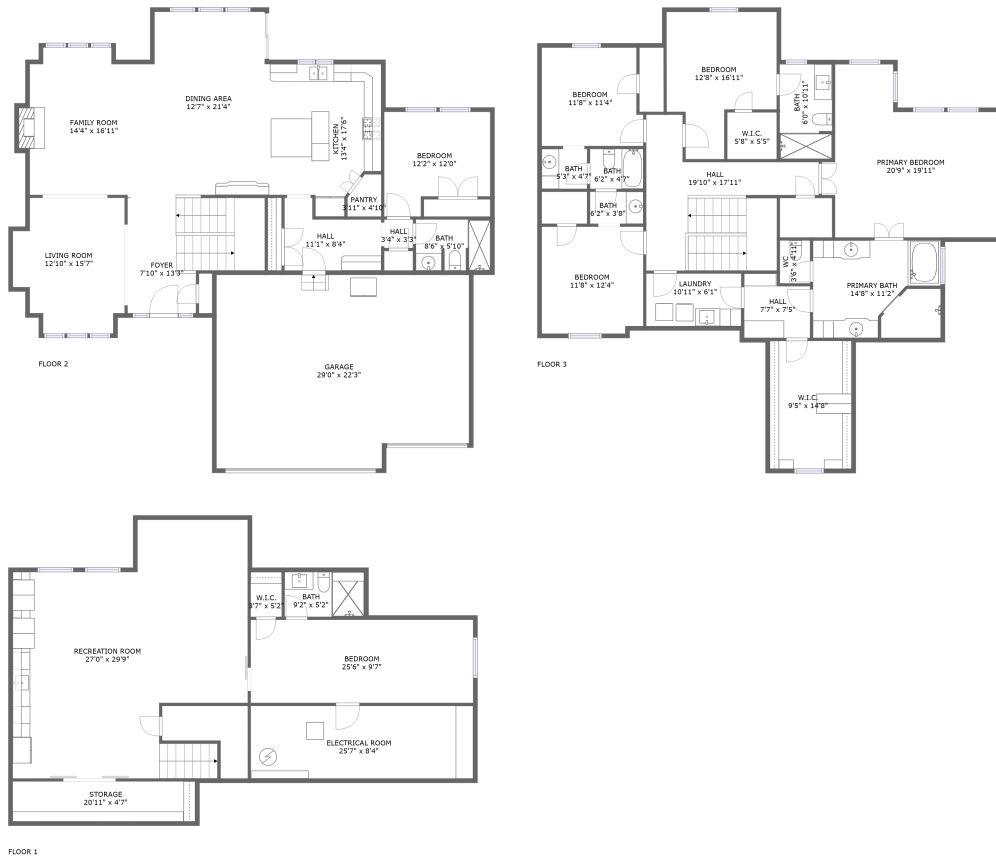 FAMILY ROOM
14'4" x 16'11"
DINING AREA
12'7" x 21'4"
KITCHEN
13'4" x 17'6"
BEDROOM
12'2" x 12'0"
PANTRY
3'11" x 4'10"
LIVING ROOM
12'10" x 15'7"
FOYER
7'10" x 13'3"
HALL
11'1" x 8'4"
HALL
3'4" x 3'3"
BATH
8'6" x 5'10"
GARAGE
29'0" x 22'3"
FLOOR 2
BEDROOM
11'8" x 11'4"
BEDROOM
12'8" x 16'11"
BATH
6'0" x 10'11"
W.I.C.
5'8" x 5'5"
PRIMARY BEDROOM
20'9" x 19'11"
BATH
5'3" x 4'7"
BATH
6'2" x 4'7"
HALL
19'10" x 17'11"
BATH
6'2" x 3'8"
BEDROOM
11'8" x 12'4"
WC
3'6" x 4'11"
LAUNDRY
10'11" x 6'1"
HALL
7'7" x 7'5"
PRIMARY BATH
14'8" x 11'2"
W.I.C.
9'5" x 14'8"
FLOOR 3
W.I.C.
3'7" x 5'2"
BATH
9'2" x 5'2"
RECREATION ROOM
27'0" x 29'9"
BEDROOM
25'6" x 9'7"
ELECTRICAL ROOM
25'7" x 8'4"
STORAGE
20'11" x 4'7"
FLOOR 1